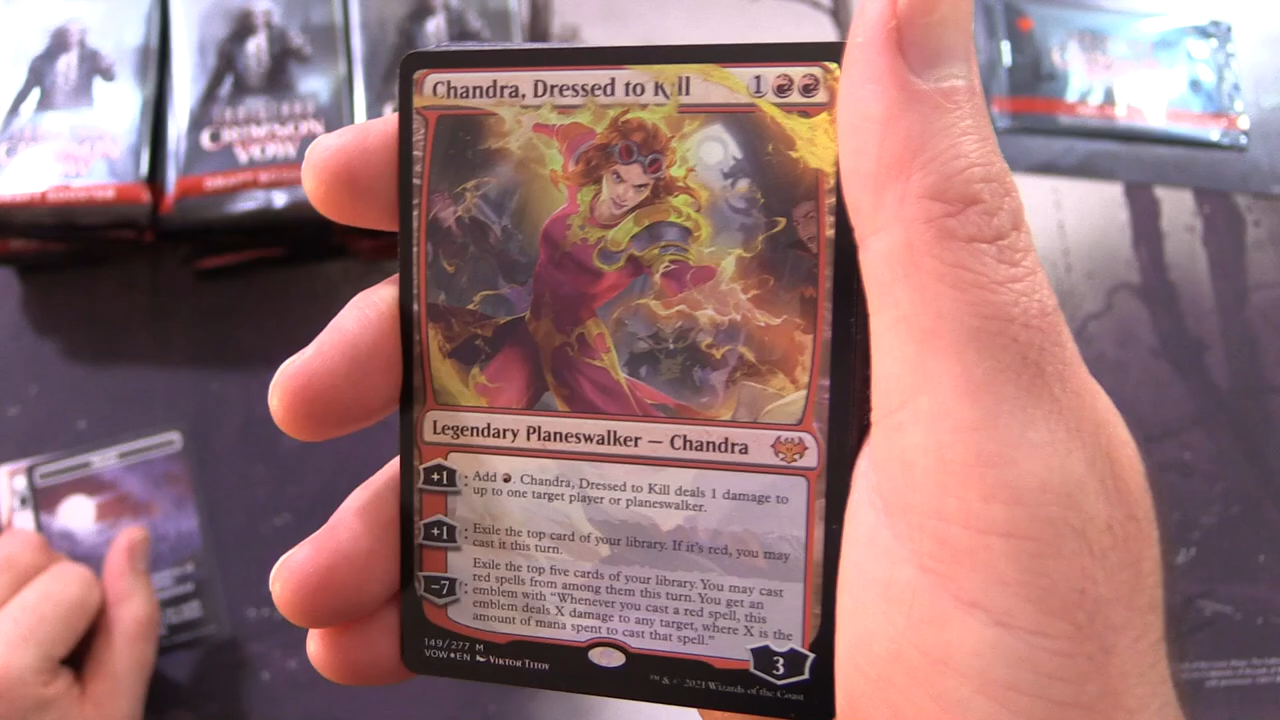 CRIMSON
VOW
Chandra, Dressed to Kill 1
Legendary Planeswalker — Chandra
+1 : Add . Chandra, Dressed to Kill deals 1 damage to
up to one target player or planeswalker.
+1 : Exile the top card of your library. If it's red, you may
cast it this turn.
−7 : Exile the top five cards of your library. You may cast
red spells from among them this turn. You get an
emblem with "Whenever you cast a red spell, this
emblem deals X damage to any target, where X is the
amount of mana spent to cast that spell."
3
149/277 M
VOW★EN VIKTOR TITOV
™ & © 2021 Wizards of the Coast